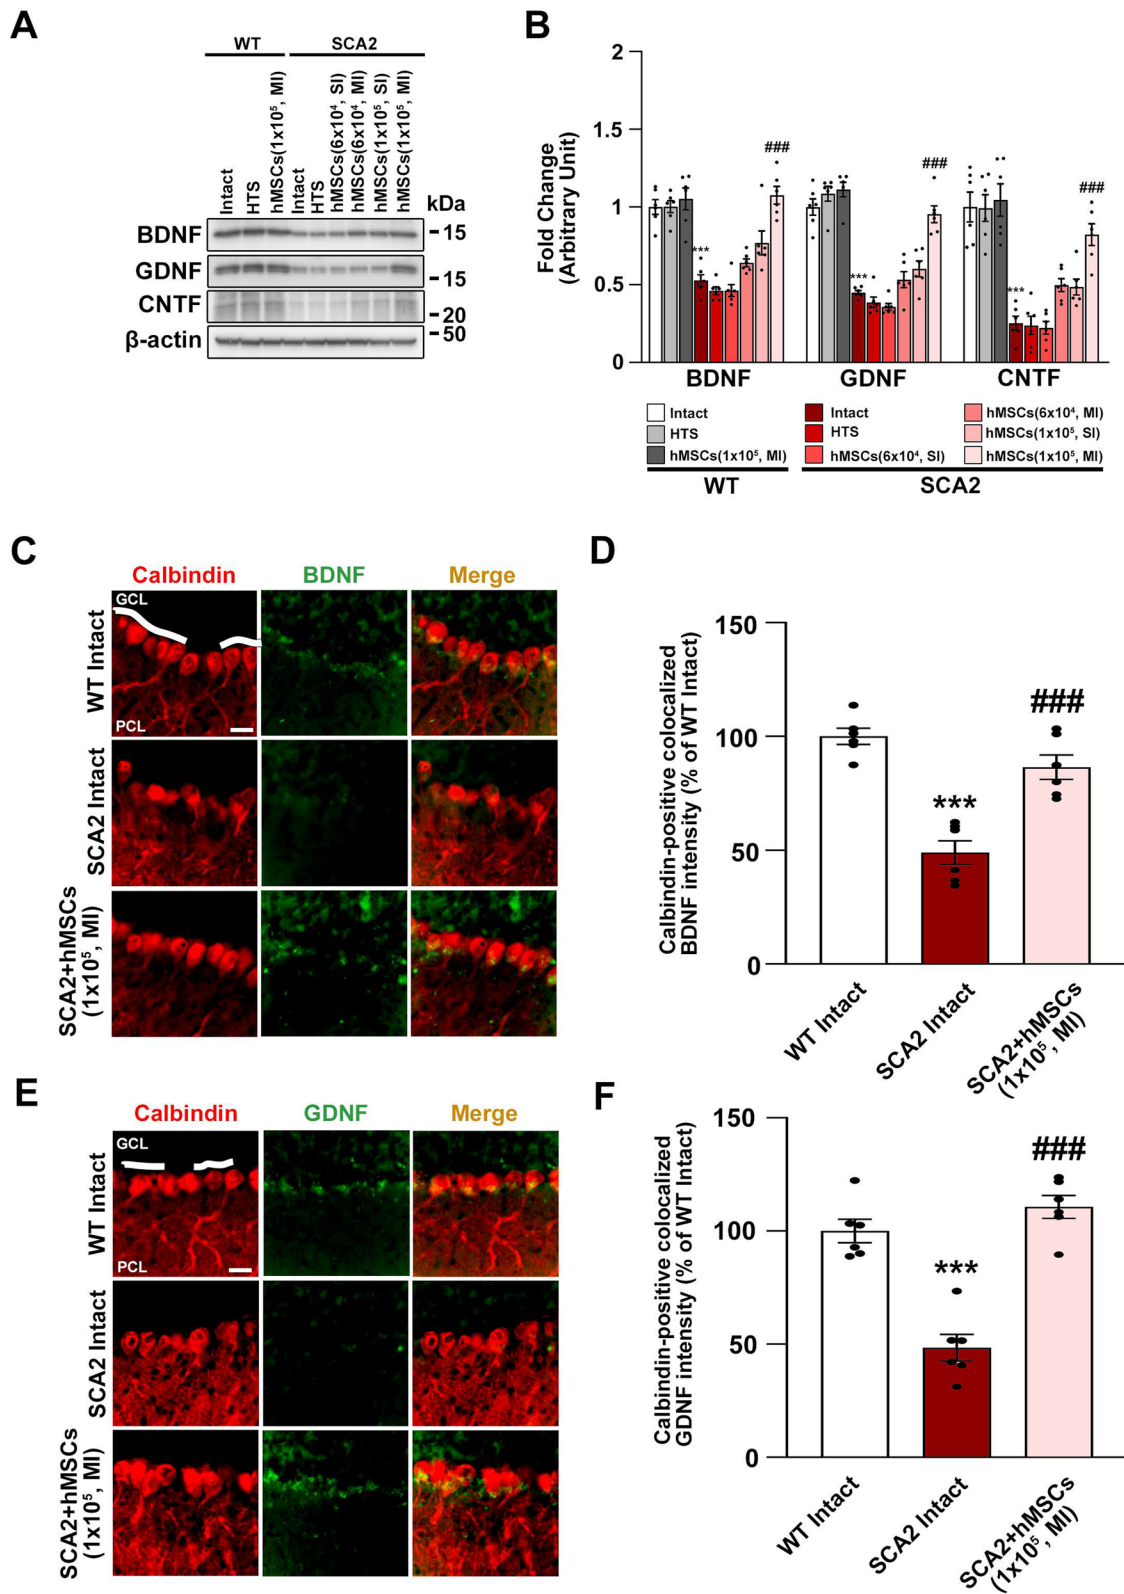 A
WT SCA2
Intact
HTS
hMSCs(1x10⁵, MI)
Intact
HTS
hMSCs(6x10⁴, SI)
hMSCs(6x10⁴, MI)
hMSCs(1x10⁵, SI)
hMSCs(1x10⁵, MI)
kDa
BDNF 15
GDNF 15
CNTF 20
β-actin 50
B
Fold Change
(Arbitrary Unit)
2
1.5
1
0.5
0
***
###
***
###
***
###
BDNF GDNF CNTF
Intact Intact hMSCs(6x10⁴, MI)
HTS HTS hMSCs(1x10⁵, SI)
hMSCs(1x10⁵, MI) hMSCs(6x10⁴, SI) hMSCs(1x10⁵, MI)
WT SCA2
C
Calbindin BDNF Merge
WT Intact
GCL
PCL
SCA2 Intact
SCA2+hMSCs
(1x10⁵, MI)
D
Calbindin-positive colocalized
BDNF intensity (% of WT Intact)
150
100
50
0
***
###
WT Intact
SCA2 Intact
SCA2+hMSCs
(1x10⁵, MI)
E
Calbindin GDNF Merge
WT Intact
GCL
PCL
SCA2 Intact
SCA2+hMSCs
(1x10⁵, MI)
F
Calbindin-positive colocalized
GDNF intensity (% of WT Intact)
150
100
50
0
***
###
WT Intact
SCA2 Intact
SCA2+hMSCs
(1x10⁵, MI)